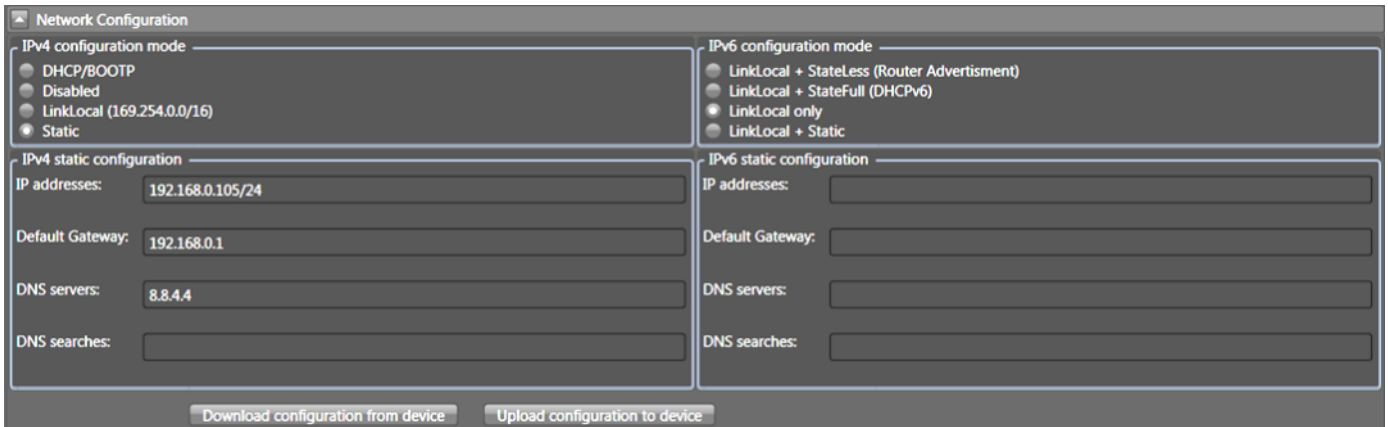 Network Configuration
IPv4 configuration mode
DHCP/BOOTP
Disabled
LinkLocal (169.254.0.0/16)
Static
IPv6 configuration mode
LinkLocal + StateLess (Router Advertisment)
LinkLocal + StateFull (DHCPv6)
LinkLocal only
LinkLocal + Static
IPv4 static configuration
IP addresses: 192.168.0.105/24
Default Gateway: 192.168.0.1
DNS servers: 8.8.4.4
DNS searches:
IPv6 static configuration
IP addresses:
Default Gateway:
DNS servers:
DNS searches:
Download configuration from device
Upload configuration to device